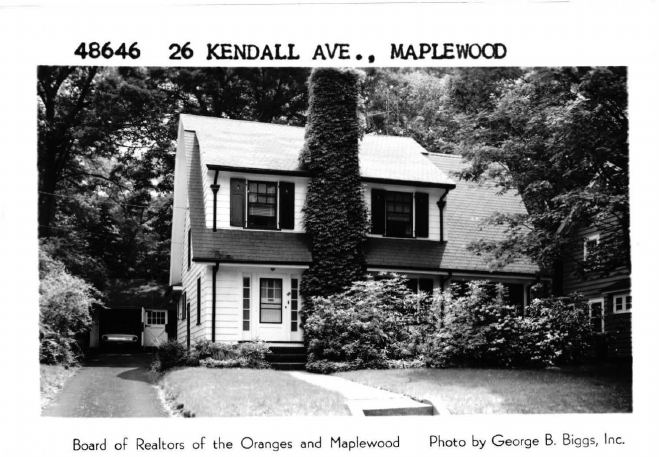 48646 26 KENDALL AVE., MAPLEWOOD
Board of Realtors of the Oranges and Maplewood Photo by George B. Biggs, Inc.